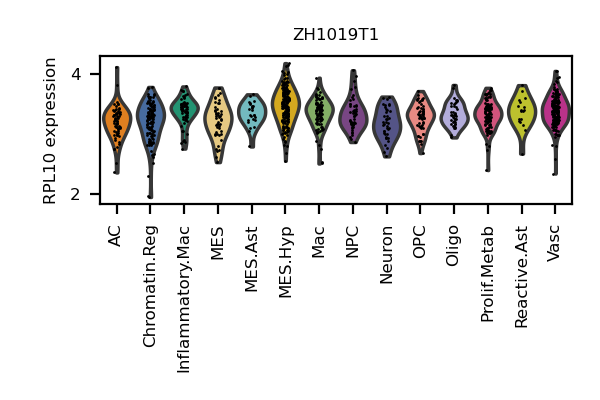 ZH1019T1
RPL10 expression
4
2
AC
Chromatin.Reg
Inflammatory.Mac
MES
MES.Ast
MES.Hyp
Mac
NPC
Neuron
OPC
Oligo
Prolif.Metab
Reactive.Ast
Vasc